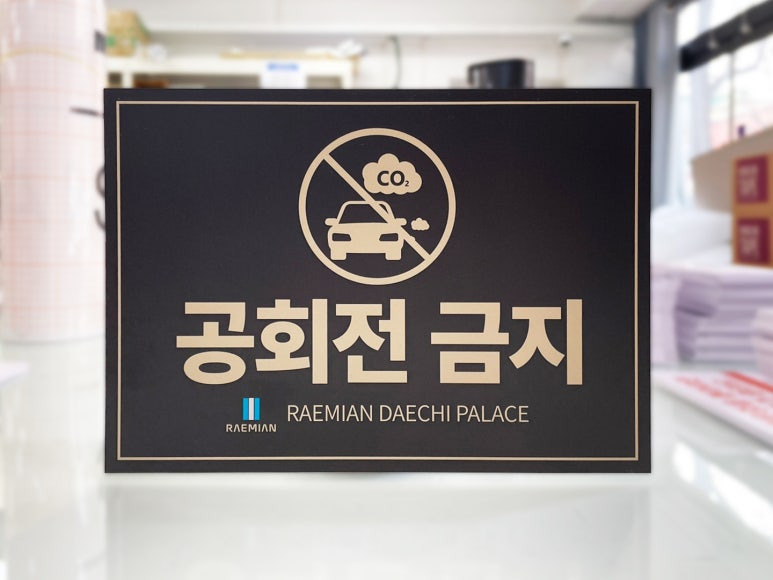 CO₂
공회전 금지
RAEMIAN
RAEMIAN DAECHI PALACE